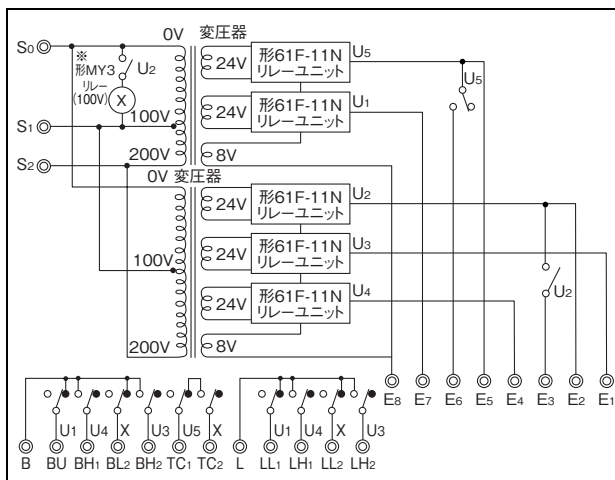 0V 変圧器
S0
※
形MY3
リレー
(100V)
U2
X
24V
形61F-11N
リレーユニット
U5
U5
100V
24V
形61F-11N
リレーユニット
U1
S1
S2
200V
8V
0V 変圧器
24V
形61F-11N
リレーユニット
U2
100V
24V
形61F-11N
リレーユニット
U3
U2
24V
形61F-11N
リレーユニット
U4
200V
8V
E8 E7 E6 E5 E4 E3 E2 E1
U1 U4 X U3 U5 X U1 U4 X U3
B BU BH1 BL2 BH2 TC1 TC2 L LL1 LH1 LL2 LH2